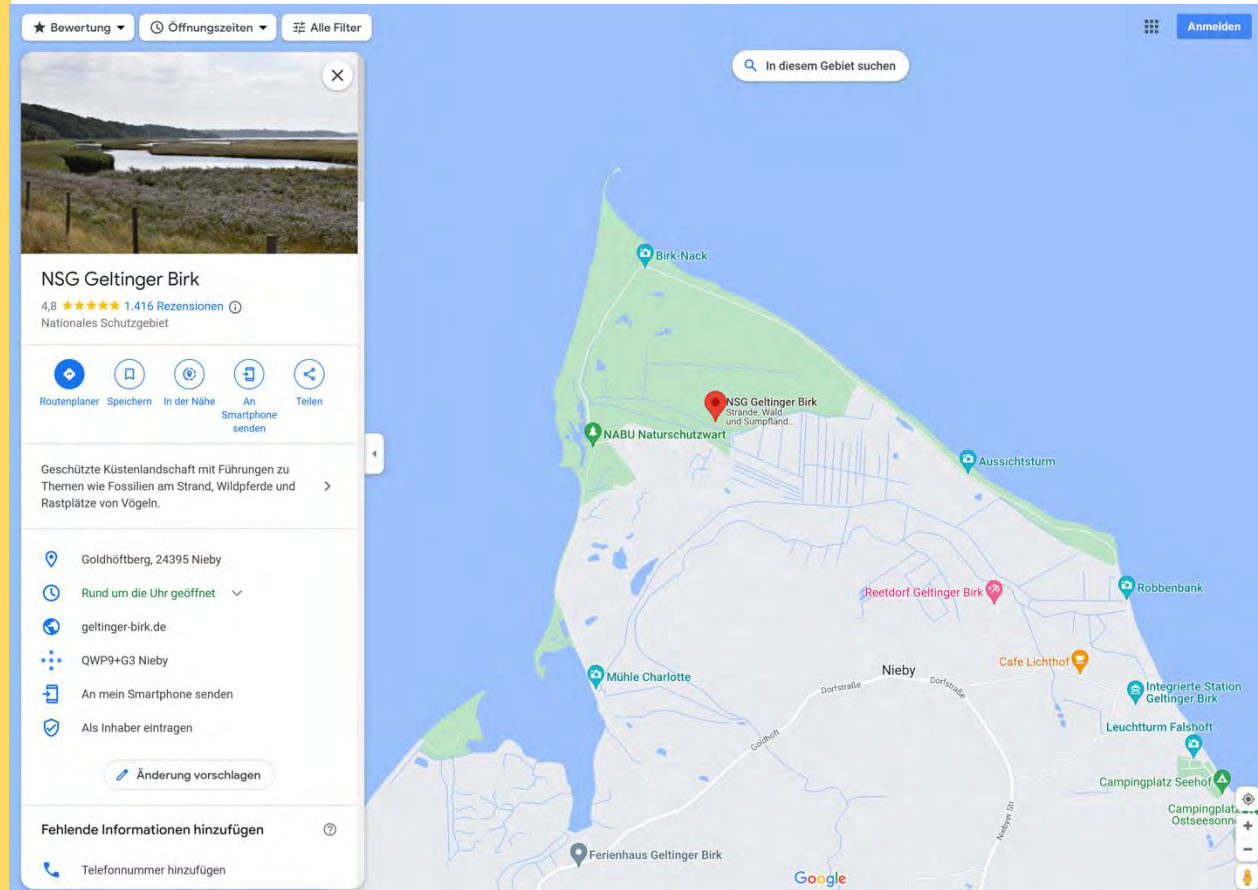 Bewertung
Öffnungszeiten
Alle Filter
Anmelden
In diesem Gebiet suchen
NSG Geltinger Birk
4,8
1.416 Rezensionen
Nationales Schutzgebiet
Routenplaner
Speichern
In der Nähe
An
Smartphone
senden
Teilen
Geschützte Küstenlandschaft mit Führungen zu
Themen wie Fossilien am Strand, Wildpferde und
Rastplätze von Vögeln.
Goldhöftberg, 24395 Nieby
Rund um die Uhr geöffnet
geltinger-birk.de
QWP9+G3 Nieby
An mein Smartphone senden
Als Inhaber eintragen
Änderung vorschlagen
Fehlende Informationen hinzufügen
Telefonnummer hinzufügen
Birk-Nack
NSG Geltinger Birk
Strände, Wald
und Sumpfland...
NABU Naturschutzwart
Aussichtsturm
Robbenbank
Reetdorf Geltinger Birk
Cafe Lichthof
Nieby
Mühle Charlotte
Dorfstraße
Dorfstraße
Integrierte Station
Geltinger Birk
Leuchtturm Falshöft
Goldhoft
Campingplatz Seehof
Campingplatz
Ostseesonne
Niebyer Str
Ferienhaus Geltinger Birk
Google